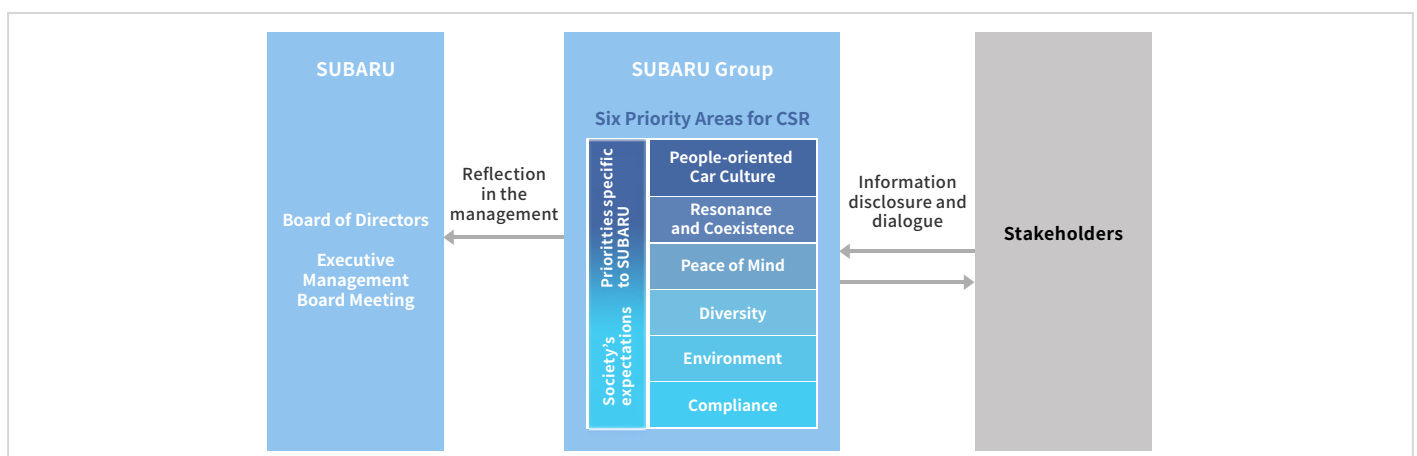 SUBARU
Board of Directors
Executive
Management
Board Meeting
Reflection
in the
management
SUBARU Group
Six Priority Areas for CSR
Prioritties specific
to SUBARU
Society's
expectations
People-oriented
Car Culture
Resonance
and Coexistence
Peace of Mind
Diversity
Environment
Compliance
Information
disclosure and
dialogue
Stakeholders